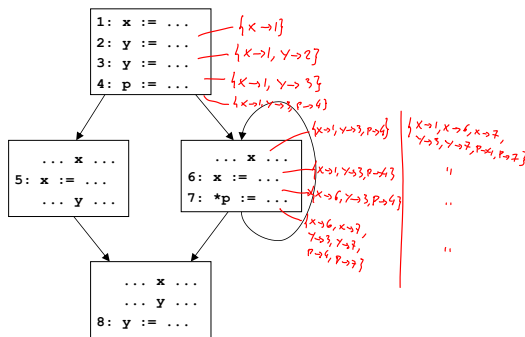 1: x := ...
2: y := ...
3: y := ...
4: p := ...
{x→1}
{x→1, y→2}
{x→1, y→3}
{x→1, y→3, p→4}
... x ...
5: x := ...
... y ...
... x ...
6: x := ...
7: *p := ...
{x→1, y→3, p→4}
{x→1, y→3, p→4}
{x→6, y→3, p→4}
{x→6, x→7,
y→3, y→7,
p→4, p→7}
{x→1, x→6, x→7,
y→3, y→7, p→4, p→7}
"
"
"
... x ...
... y ...
8: y := ...